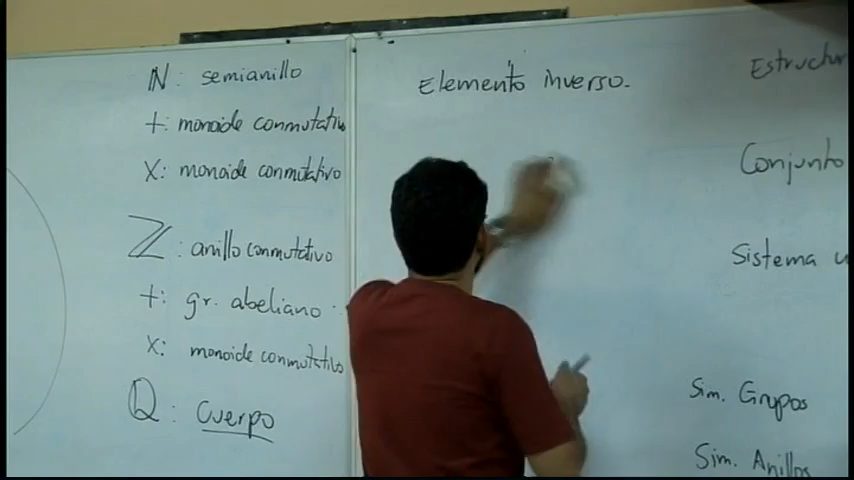 N: semianillo
+: monoide conmutativo
x: monoide conmutativo
Z: anillo conmutativo
+: gr. abeliano.
x: monoide conmutativo
Q: Cuerpo
Elemento inverso.
Conjunto
Sistema
Sim. Grupos
Sim. Anillos